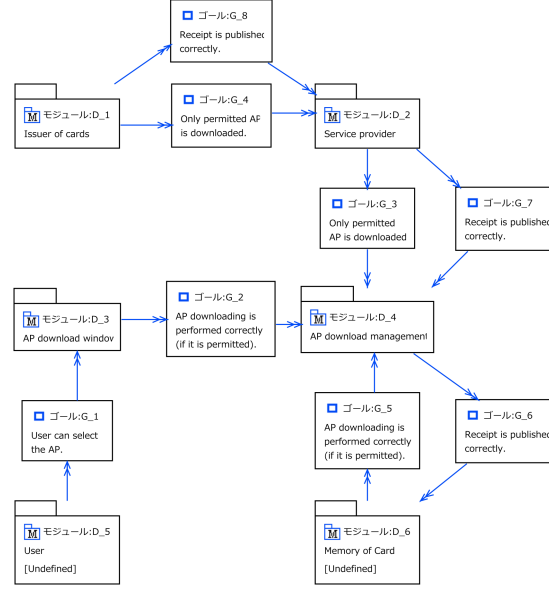 ゴール:G_8
Receipt is published
correctly.
モジュール:D_1
Issuer of cards
ゴール:G_4
Only permitted AP
is downloaded.
モジュール:D_2
Service provider
ゴール:G_3
Only permitted
AP is downloaded
ゴール:G_7
Receipt is published
correctly.
モジュール:D_3
AP download window
ゴール:G_2
AP downloading is
performed correctly
(if it is permitted).
モジュール:D_4
AP download management
ゴール:G_1
User can select
the AP.
ゴール:G_5
AP downloading is
performed correctly
(if it is permitted).
ゴール:G_6
Receipt is published
correctly.
モジュール:D_5
User
[Undefined]
モジュール:D_6
Memory of Card
[Undefined]